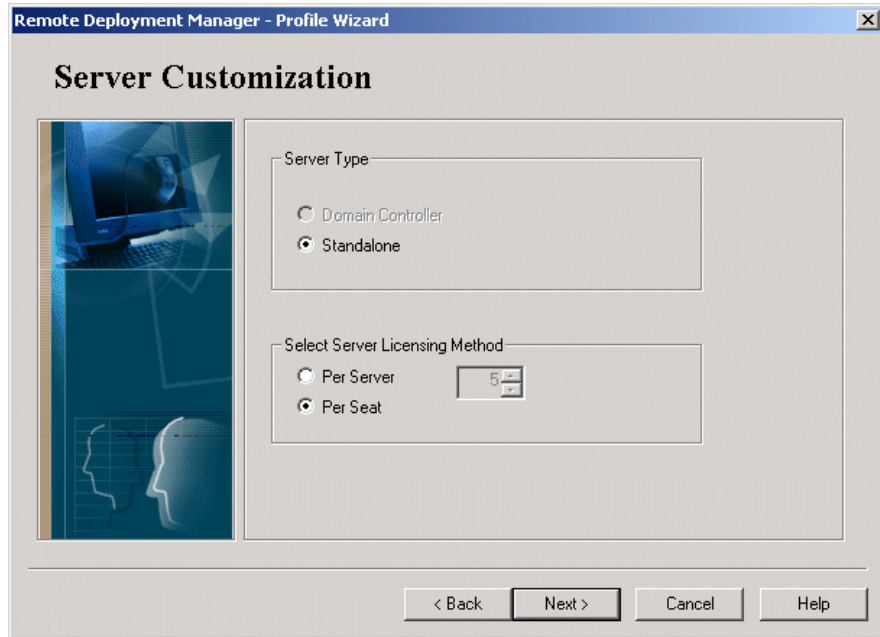 Remote Deployment Manager - Profile Wizard
Server Customization
Server Type
Domain Controller
Standalone
Select Server Licensing Method
Per Server 5
Per Seat
< Back Next > Cancel Help